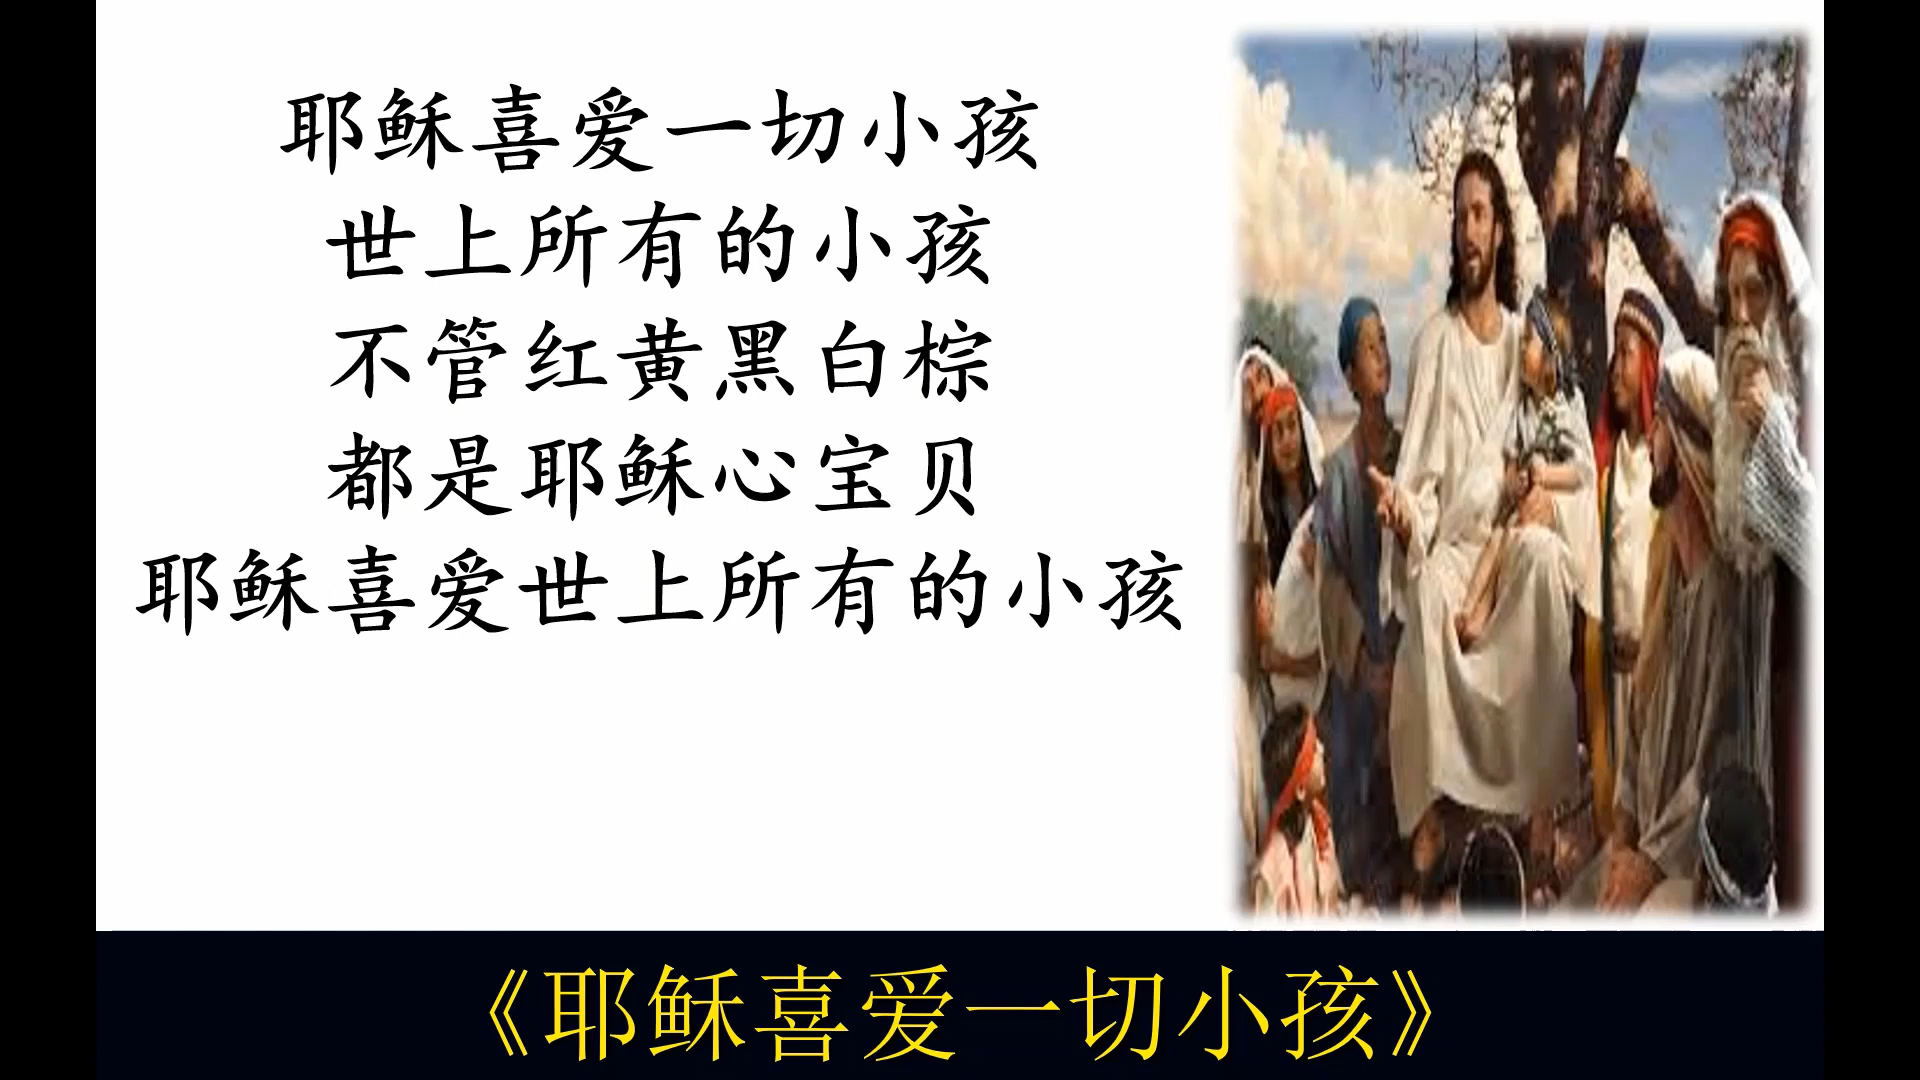 耶稣喜爱一切小孩
世上所有的小孩
不管红黄黑白棕
都是耶稣心宝贝
耶稣喜爱世上所有的小孩
《耶稣喜爱一切小孩》